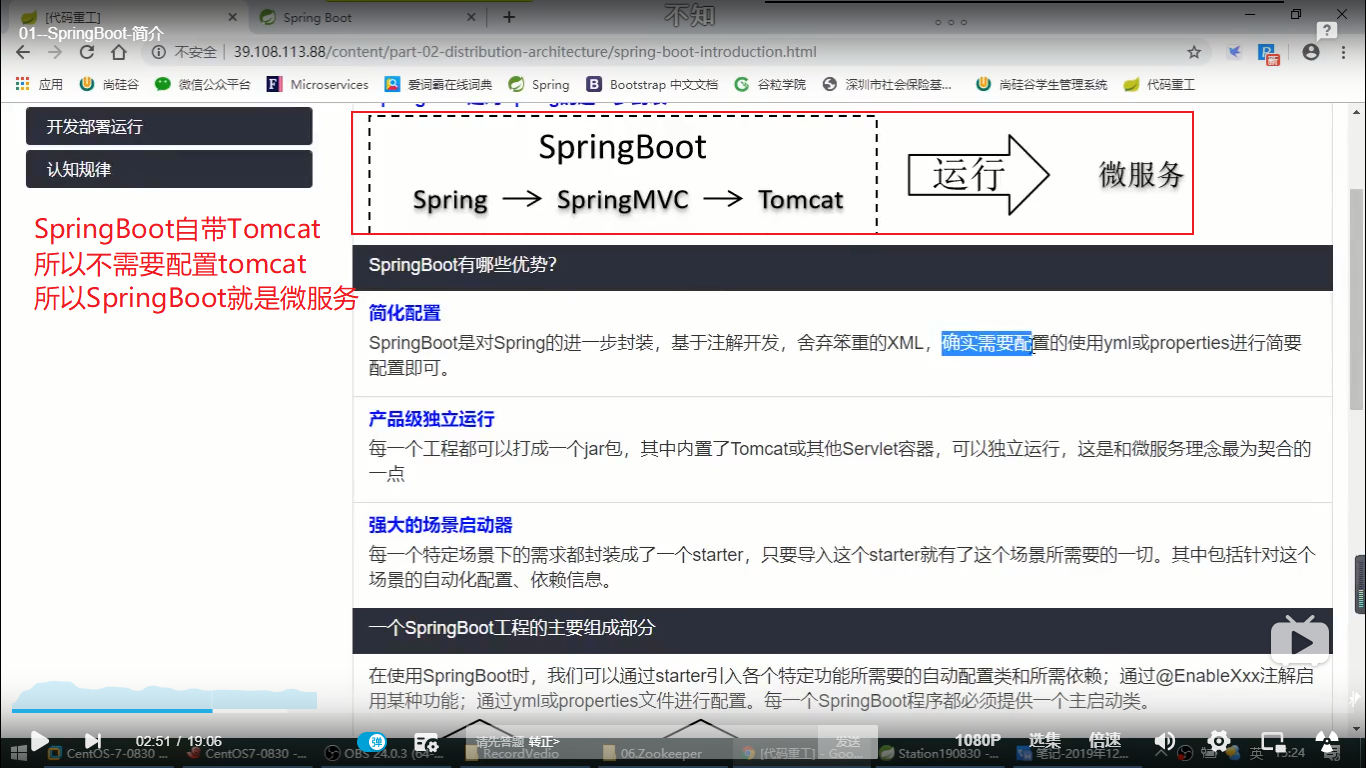 [代码重工]
Spring Boot
不知
01--SpringBoot-简介
不安全 39.108.113.88/content/part-02-distribution-architecture/spring-boot-introduction.html
应用 尚硅谷 微信公众平台 Microservices 爱词霸在线词典 Spring Bootstrap 中文文档 谷粒学院 深圳市社会保险基... 尚硅谷学生管理系统 代码重工
开发部署运行
认知规律
SpringBoot
Spring → SpringMVC → Tomcat
运行
微服务
SpringBoot自带Tomcat
所以不需要配置tomcat
所以SpringBoot就是微服务
SpringBoot有哪些优势?
简化配置
SpringBoot是对Spring的进一步封装，基于注解开发，舍弃笨重的XML，确实需要配置的使用yml或properties进行简要
配置即可。
产品级独立运行
每一个工程都可以打成一个jar包，其中内置了Tomcat或其他Servlet容器，可以独立运行，这是和微服务理念最为契合的
一点
强大的场景启动器
每一个特定场景下的需求都封装成了一个starter，只要导入这个starter就有了这个场景所需要的一切。其中包括针对这个
场景的自动化配置、依赖信息。
一个SpringBoot工程的主要组成部分
在使用SpringBoot时，我们可以通过starter引入各个特定功能所需要的自动配置类和所需依赖；通过@EnableXxx注解启
用某种功能；通过yml或properties文件进行配置。每一个SpringBoot程序都必须提供一个主启动类。
02:51 / 19:06
弹
请先答题 转正>
发送
1080P 选集 倍速
CentOS-7-0830 -... CentOS7-0830 -... OBS 24.0.3 (64-... RecordVedio 06.Zookeeper [代码重工] - Goo... Station190830 -... 笔记-2019年12... 英 15:24